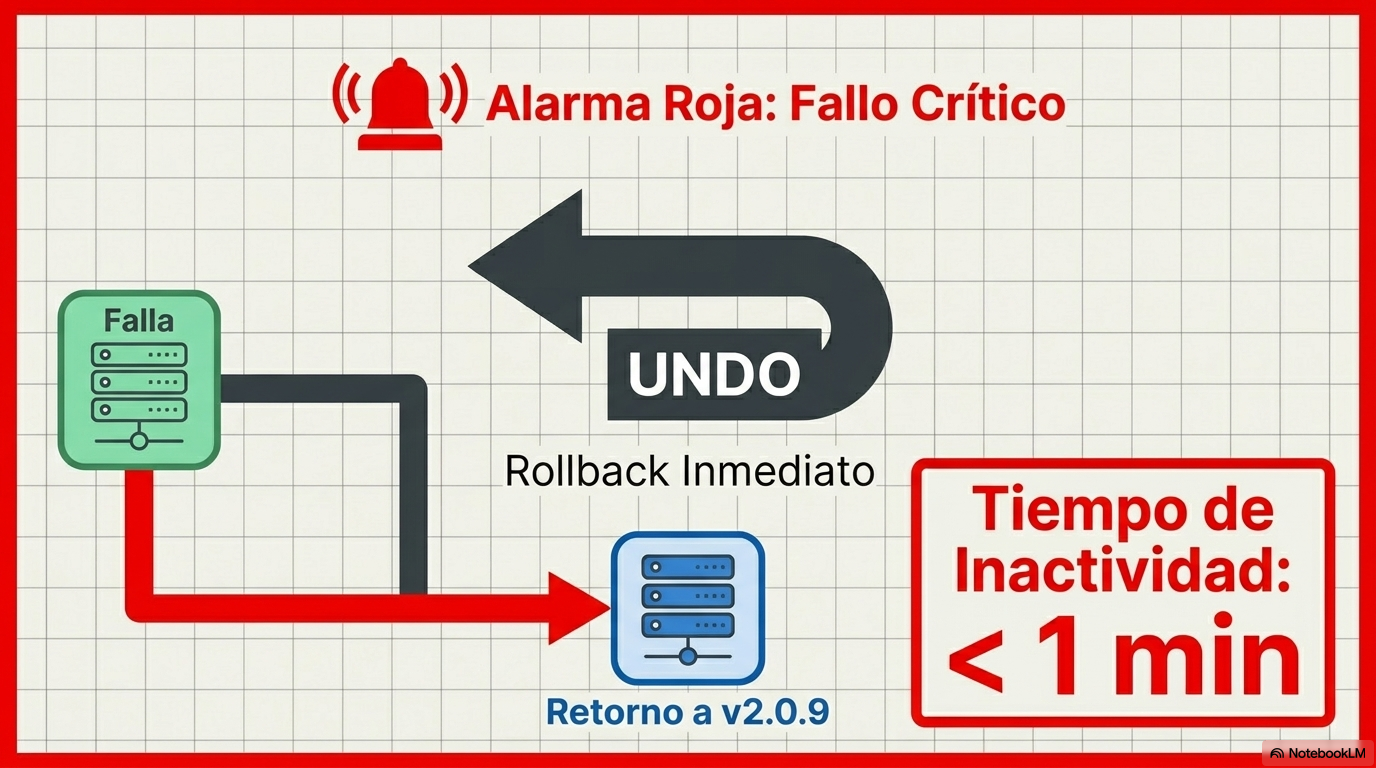 Alarma Roja: Fallo Crítico
Falla
UNDO
Rollback Inmediato
Retorno a v2.0.9
Tiempo de
Inactividad:
< 1 min
NotebookLM